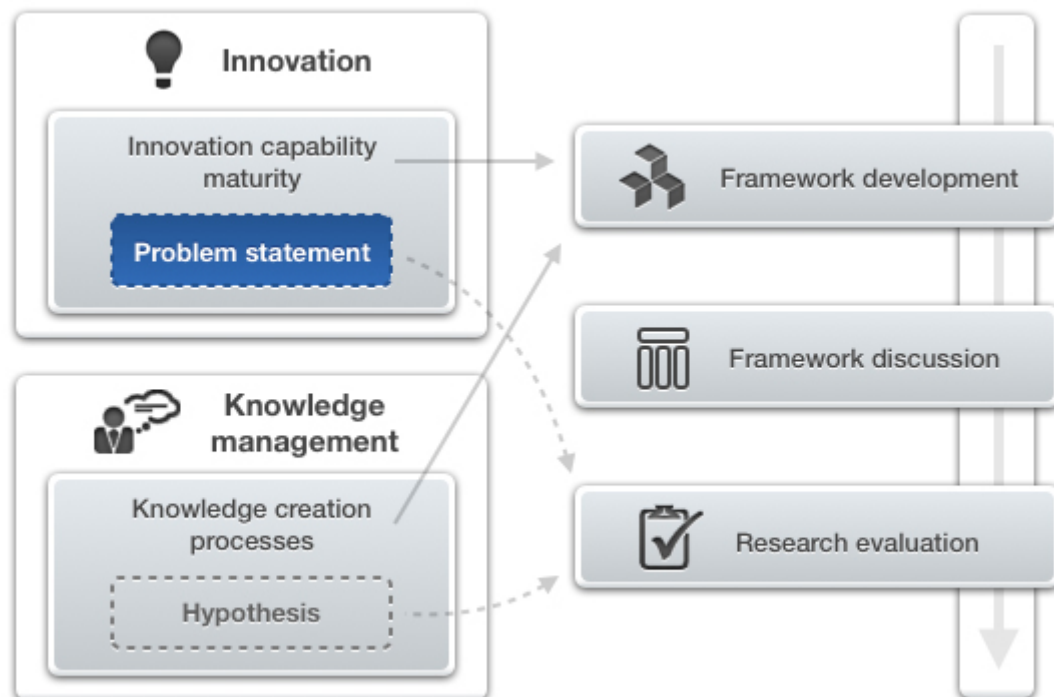 Innovation
Innovation capability
maturity
Problem statement
Knowledge
management
Knowledge creation
processes
Hypothesis
Framework development
Framework discussion
Research evaluation